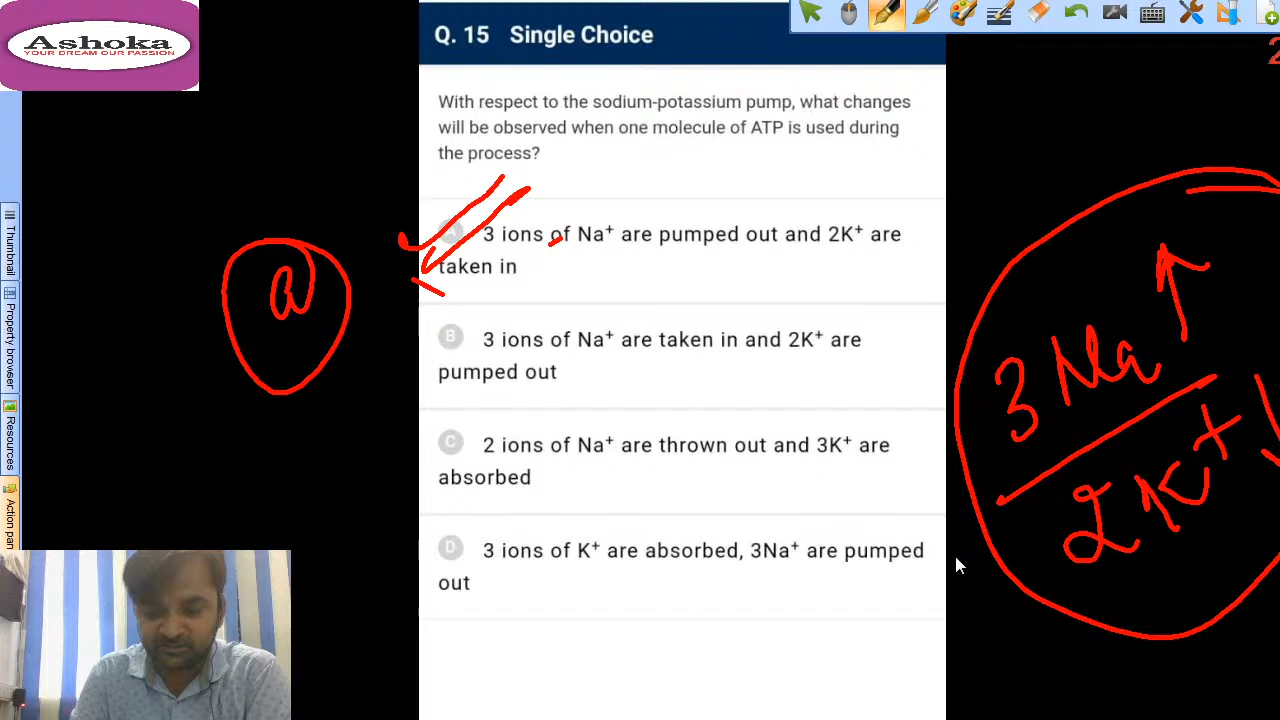 Ashoka
YOUR DREAM OUR PASSION
Q. 15 Single Choice
With respect to the sodium-potassium pump, what changes
will be observed when one molecule of ATP is used during
the process?
A 3 ions of Na⁺ are pumped out and 2K⁺ are
taken in
B 3 ions of Na⁺ are taken in and 2K⁺ are
pumped out
C 2 ions of Na⁺ are thrown out and 3K⁺ are
absorbed
D 3 ions of K⁺ are absorbed, 3Na⁺ are pumped
out
a
3 Na ↑
2 K+
Thumbnail
Property browser
Resources
Action pan
2